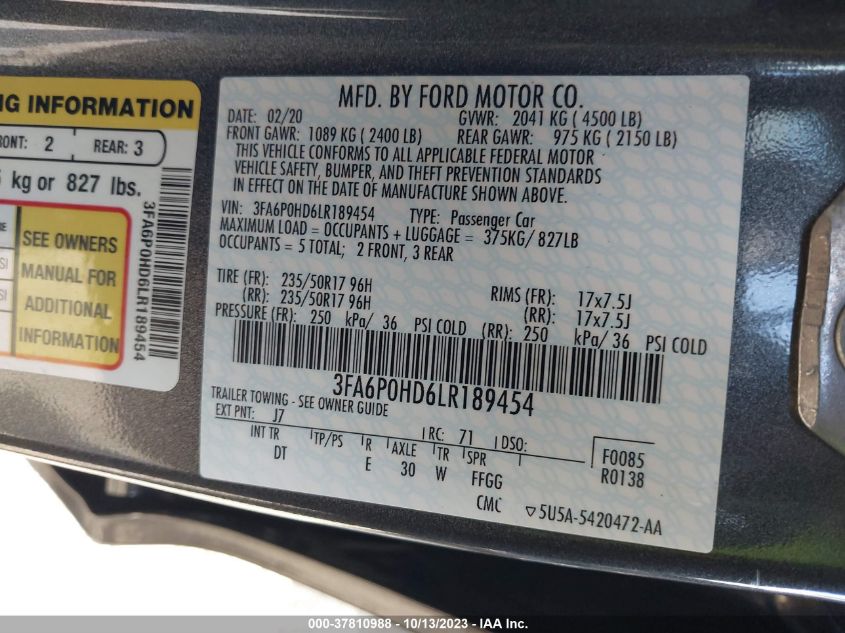 NG INFORMATION
RONT: 2 REAR: 3
kg or 827 lbs.
SEE OWNERS
MANUAL FOR
ADDITIONAL
INFORMATION
3FA6P0HD6LR189454
MFD. BY FORD MOTOR CO.
DATE: 02/20 GVWR: 2041 KG ( 4500 LB)
FRONT GAWR: 1089 KG ( 2400 LB) REAR GAWR: 975 KG ( 2150 LB)
THIS VEHICLE CONFORMS TO ALL APPLICABLE FEDERAL MOTOR
VEHICLE SAFETY, BUMPER, AND THEFT PREVENTION STANDARDS
IN EFFECT ON THE DATE OF MANUFACTURE SHOWN ABOVE.
VIN: 3FA6P0HD6LR189454 TYPE: Passenger Car
MAXIMUM LOAD = OCCUPANTS + LUGGAGE = 375KG/ 827LB
OCCUPANTS = 5 TOTAL; 2 FRONT, 3 REAR
TIRE (FR): 235/50R17 96H RIMS (FR): 17x7.5J
(RR): 235/50R17 96H (RR): 17x7.5J
PRESSURE (FR): 250 kPa/ 36 PSI COLD (RR): 250 kPa/ 36 PSI COLD
3FA6P0HD6LR189454
TRAILER TOWING - SEE OWNER GUIDE
EXT PNT: J7 RC: 71 DSO:
INT TR TP/PS R AXLE TR SPR
DT E 30 W FFGG
F0085
R0138
CMC ▽5U5A-5420472-AA
000-37810988 - 10/13/2023 - IAA Inc.